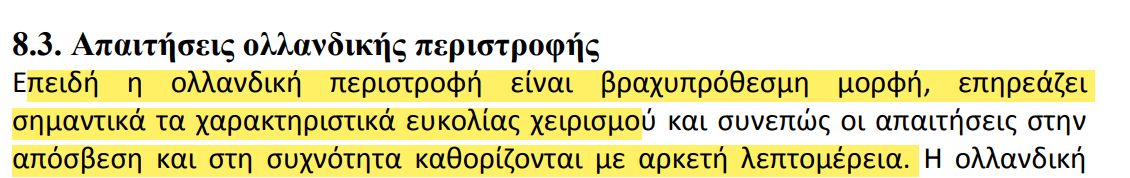 8.3. Απαιτήσεις ολλανδικής περιστροφής
Επειδή η ολλανδική περιστροφή είναι βραχυπρόθεσμη μορφή, επηρεάζει
σημαντικά τα χαρακτηριστικά ευκολίας χειρισμού και συνεπώς οι απαιτήσεις στην
απόσβεση και στη συχνότητα καθορίζονται με αρκετή λεπτομέρεια. Η ολλανδική